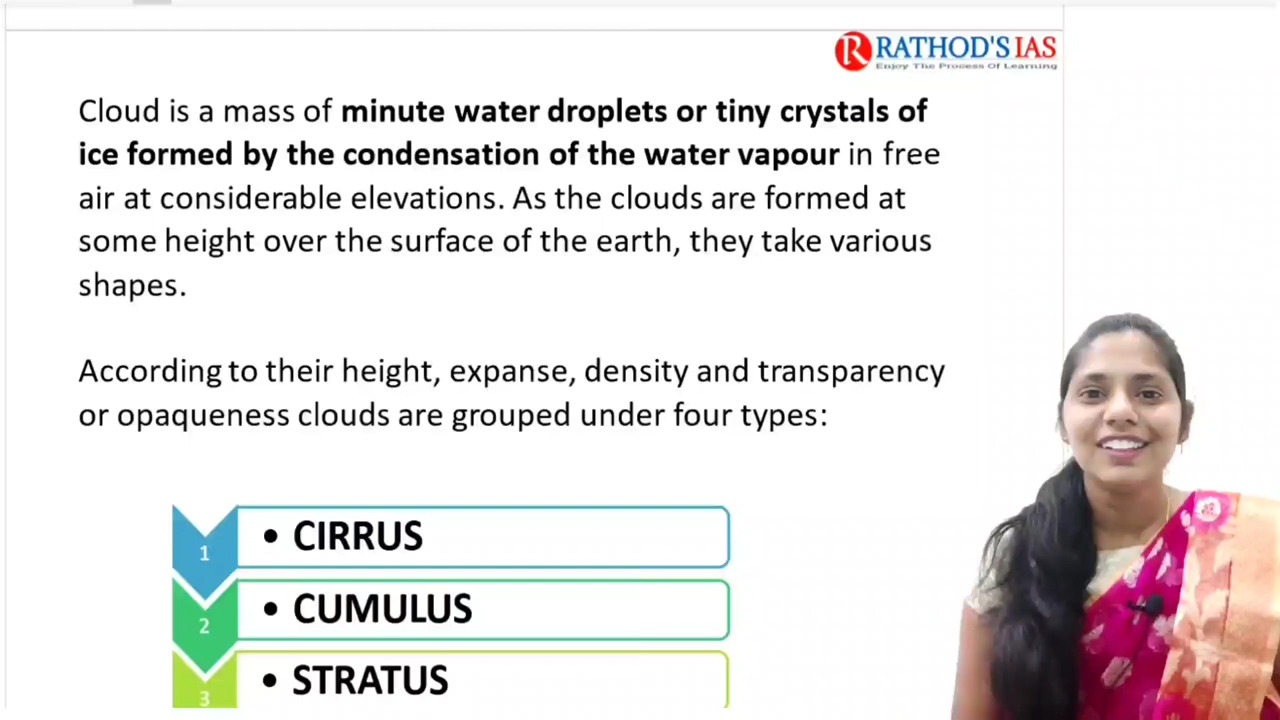 RATHOD'S IAS
Enjoy The Process Of Learning
Cloud is a mass of minute water droplets or tiny crystals of
ice formed by the condensation of the water vapour in free
air at considerable elevations. As the clouds are formed at
some height over the surface of the earth, they take various
shapes.
According to their height, expanse, density and transparency
or opaqueness clouds are grouped under four types:
1 • CIRRUS
2 • CUMULUS
3 • STRATUS